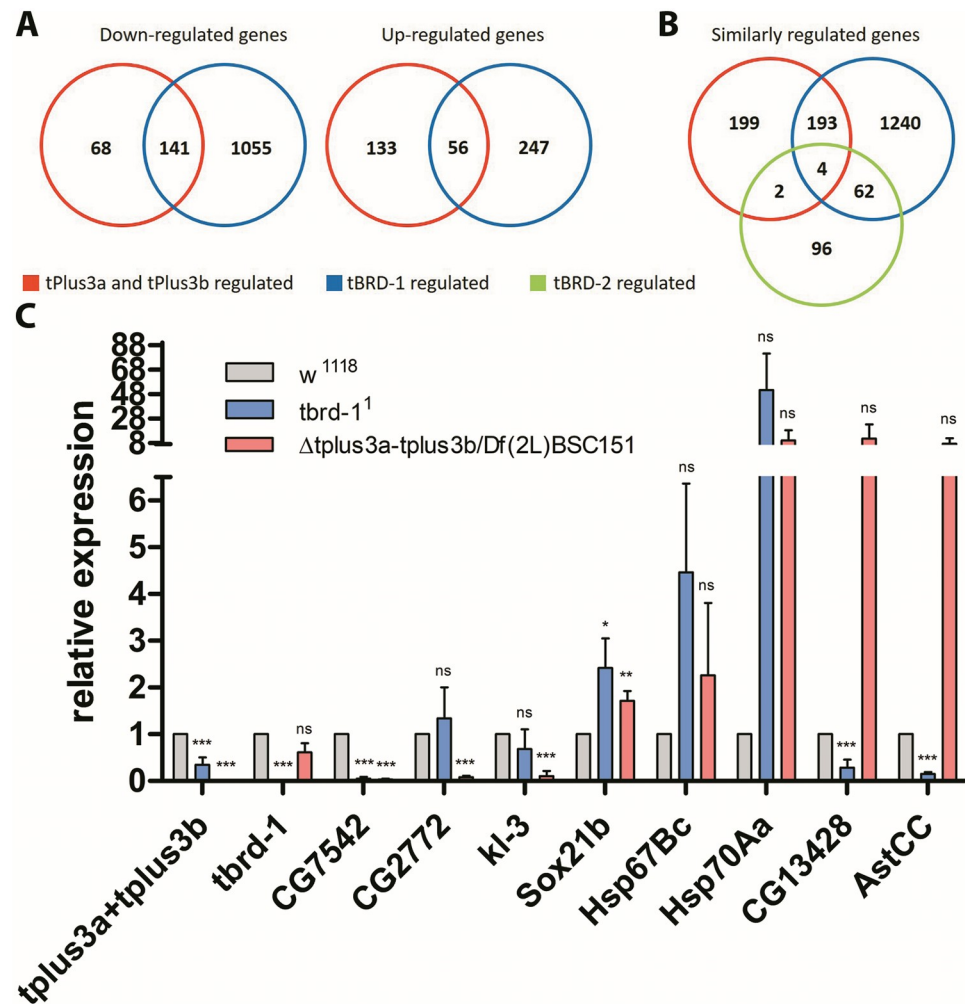 A
Down-regulated genes
Up-regulated genes
68 141 1055
133 56 247
B
Similarly regulated genes
199 193 1240
4
2 62
96
tPlus3a and tPlus3b regulated
tBRD-1 regulated
tBRD-2 regulated
C
relative expression
88
68
48
28
8
6
5
4
3
2
1
0
w 1118
tbrd-1 1
Δtplus3a-tplus3b/Df(2L)BSC151
*** ***
*** ns
*** ***
ns ***
ns ***
* **
ns ns
ns ns
*** ns
*** ns
tplus3a+tplus3b
tbrd-1
CG7542
CG2772
kl-3
Sox21b
Hsp67Bc
Hsp70Aa
CG13428
AstCC